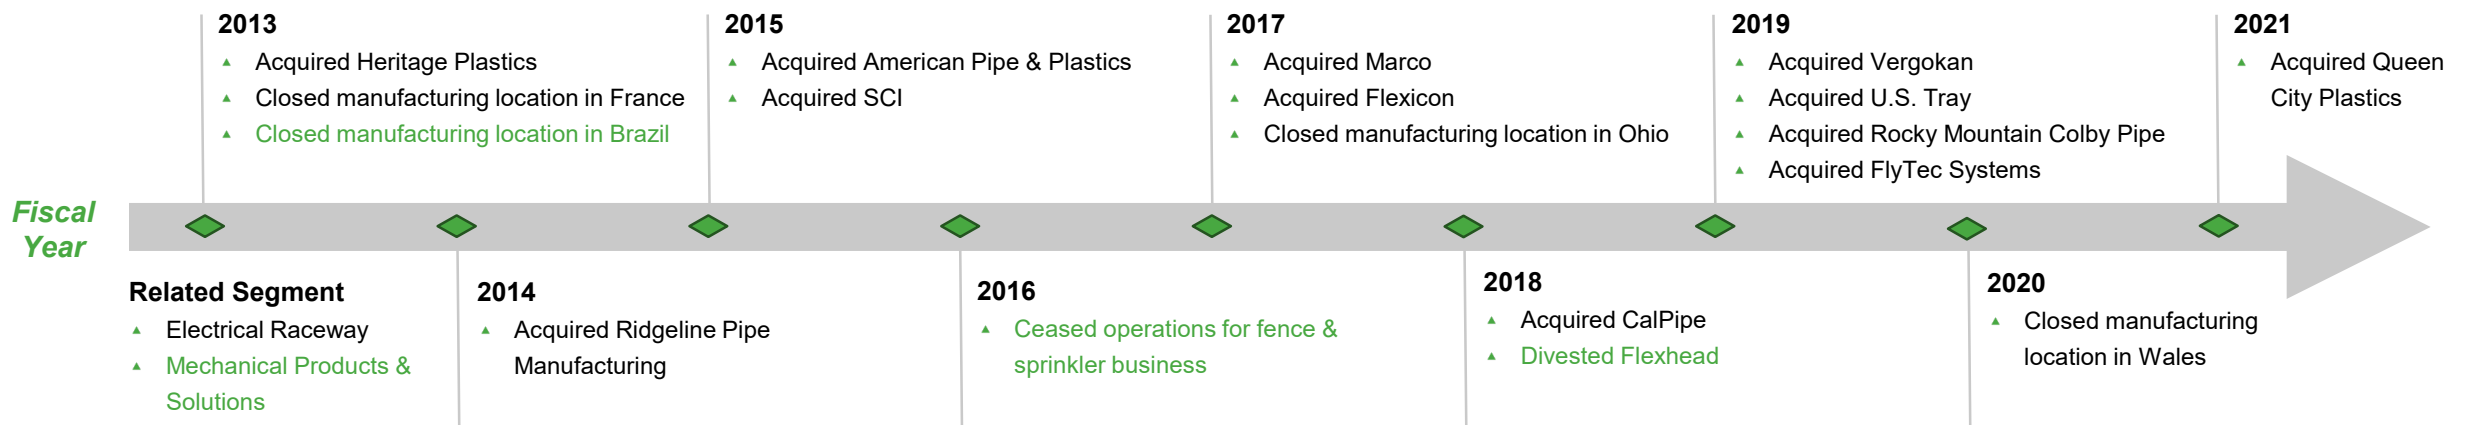 2013
Acquired Heritage Plastics
Closed manufacturing location in France
Closed manufacturing location in Brazil
2015
Acquired American Pipe & Plastics
Acquired SCI
2017
Acquired Marco
Acquired Flexicon
Closed manufacturing location in Ohio
2019
Acquired Vergokan
Acquired U.S. Tray
Acquired Rocky Mountain Colby Pipe
Acquired FlyTec Systems
2021
Acquired Queen
City Plastics
Fiscal
Year
Related Segment
Electrical Raceway
Mechanical Products &
Solutions
2014
Acquired Ridgeline Pipe
Manufacturing
2016
Ceased operations for fence &
sprinkler business
2018
Acquired CalPipe
Divested Flexhead
2020
Closed manufacturing
location in Wales